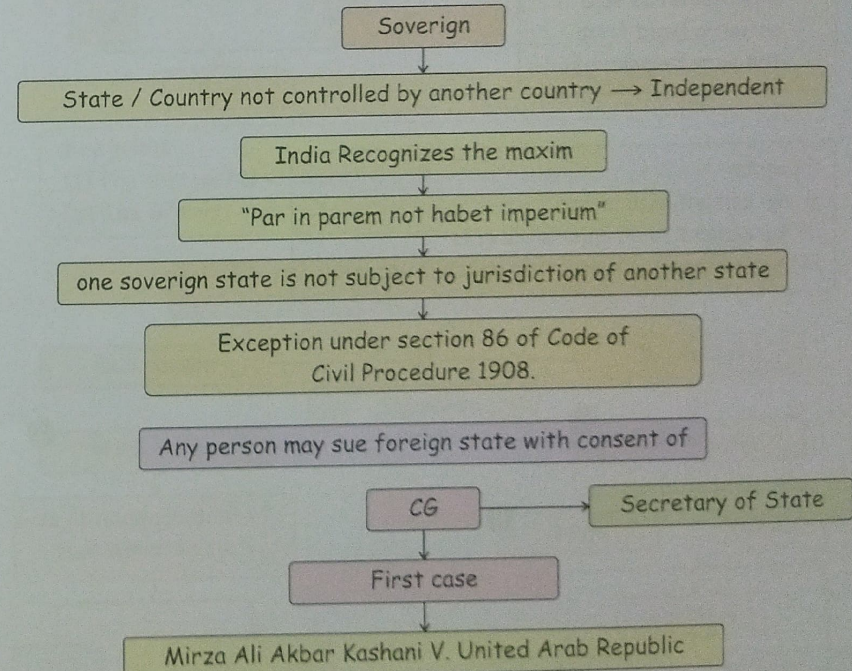 Soverign
State / Country not controlled by another country → Independent
India Recognizes the maxim
"Par in parem not habet imperium"
one soverign state is not subject to jurisdiction of another state
Exception under section 86 of Code of
Civil Procedure 1908.
Any person may sue foreign state with consent of
CG
Secretary of State
First case
Mirza Ali Akbar Kashani V. United Arab Republic